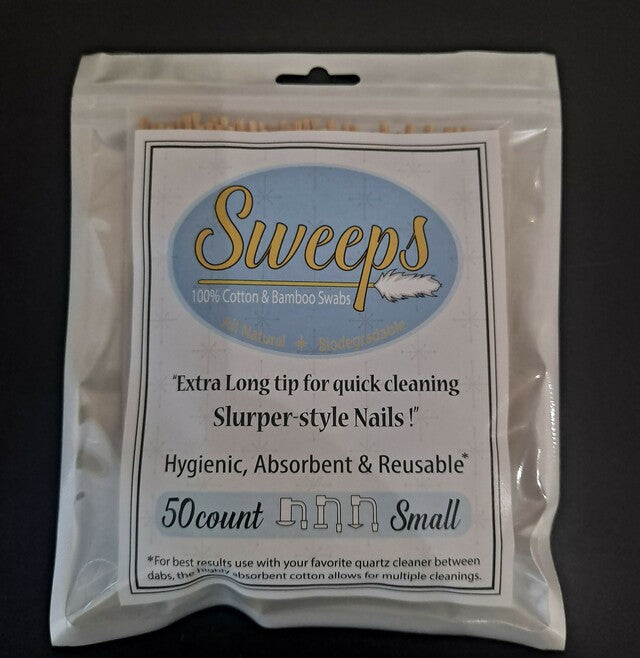 Sweeps
100% Cotton & Bamboo Swabs
All Natural * Biodegradable
"Extra Long tip for quick cleaning
Slurper-style Nails !"
Hygienic, Absorbent & Reusable*
50count Small
*For best results use with your favorite quartz cleaner between
dabs, the highly absorbent cotton allows for multiple cleanings.